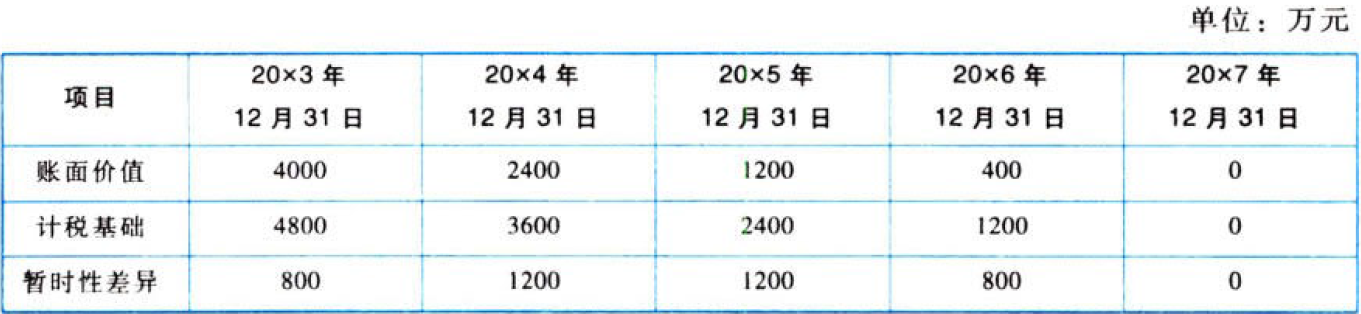 单位：万元
项目 20×3 年 12 月 31 日 20×4 年 12 月 31 日 20×5 年 12 月 31 日 20×6 年 12 月 31 日 20×7 年 12 月 31 日
账面价值 4000 2400 1200 400 0
计税基础 4800 3600 2400 1200 0
暂时性差异 800 1200 1200 800 0